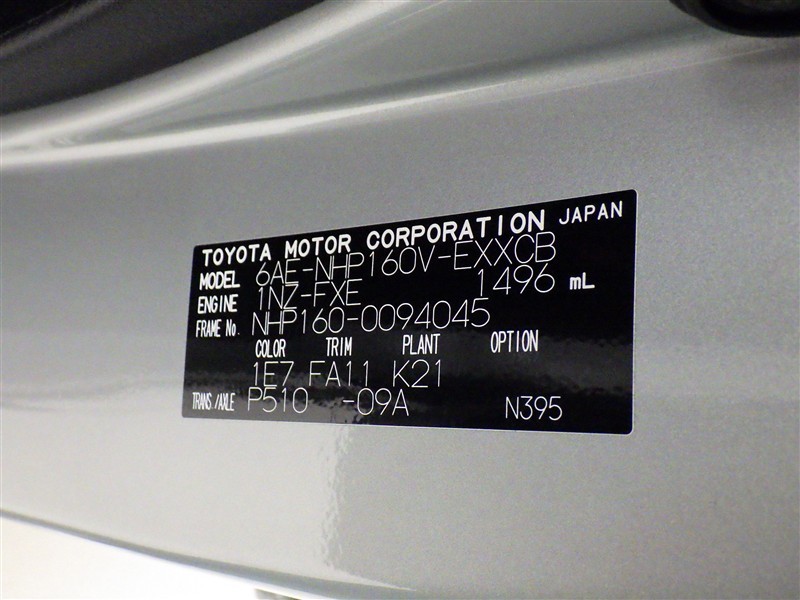 TOYOTA MOTOR CORPORATION JAPAN
MODEL 6AE-NHP160V-EXXCB
ENGINE 1NZ-FXE 1496 mL
FRAME No. NHP160-0094045
COLOR TRIM PLANT OPTION
1E7 FA11 K21
TRANS/AXLE P510 -09A N395